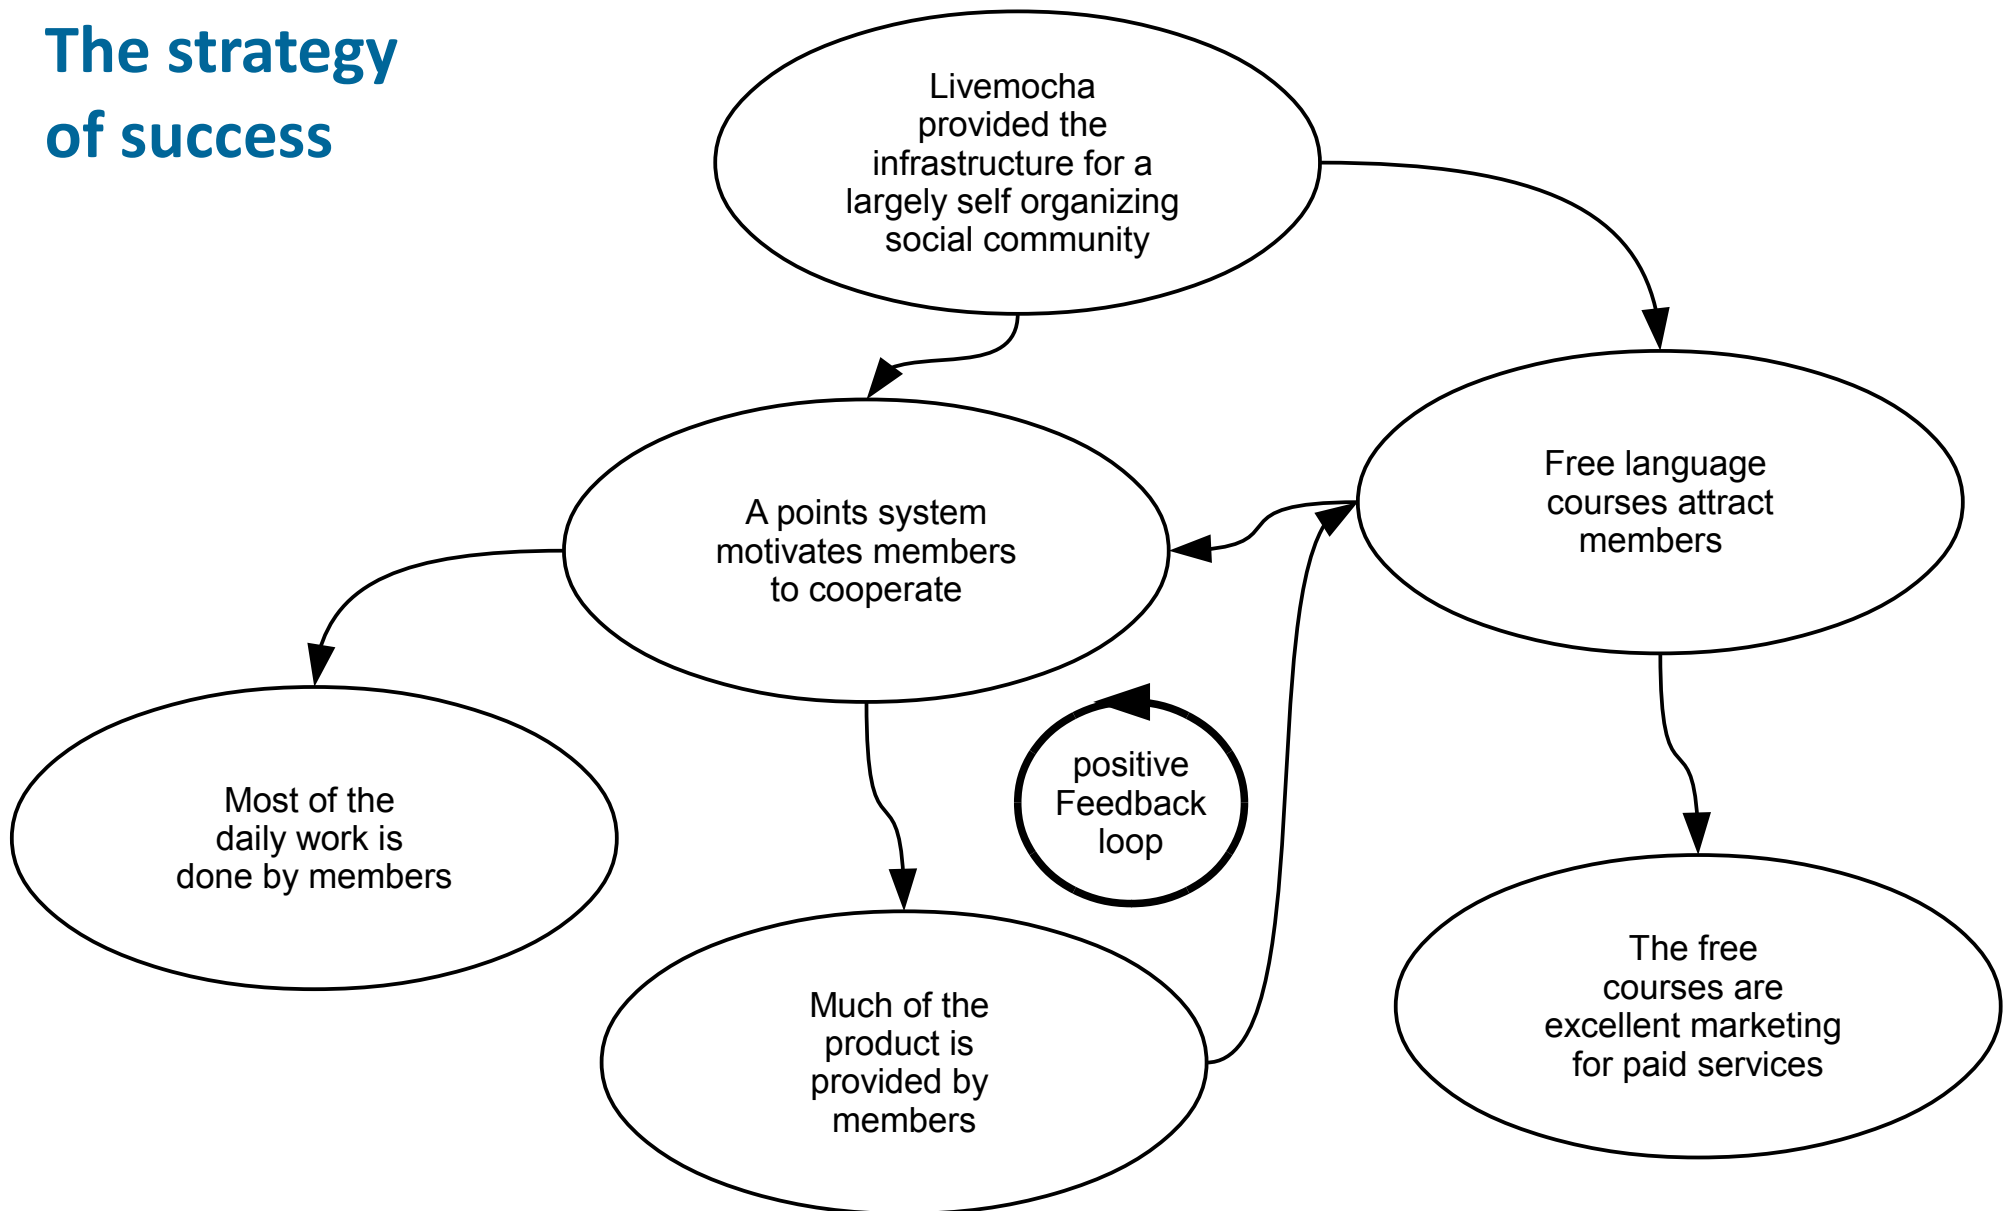 The strategy
of success
Livemocha
provided the
infrastructure for a
largely self organizing
social community
A points system
motivates members
to cooperate
Free language
courses attract
members
Most of the
daily work is
done by members
positive
Feedback
loop
Much of the
product is
provided by
members
The free
courses are
excellent marketing
for paid services